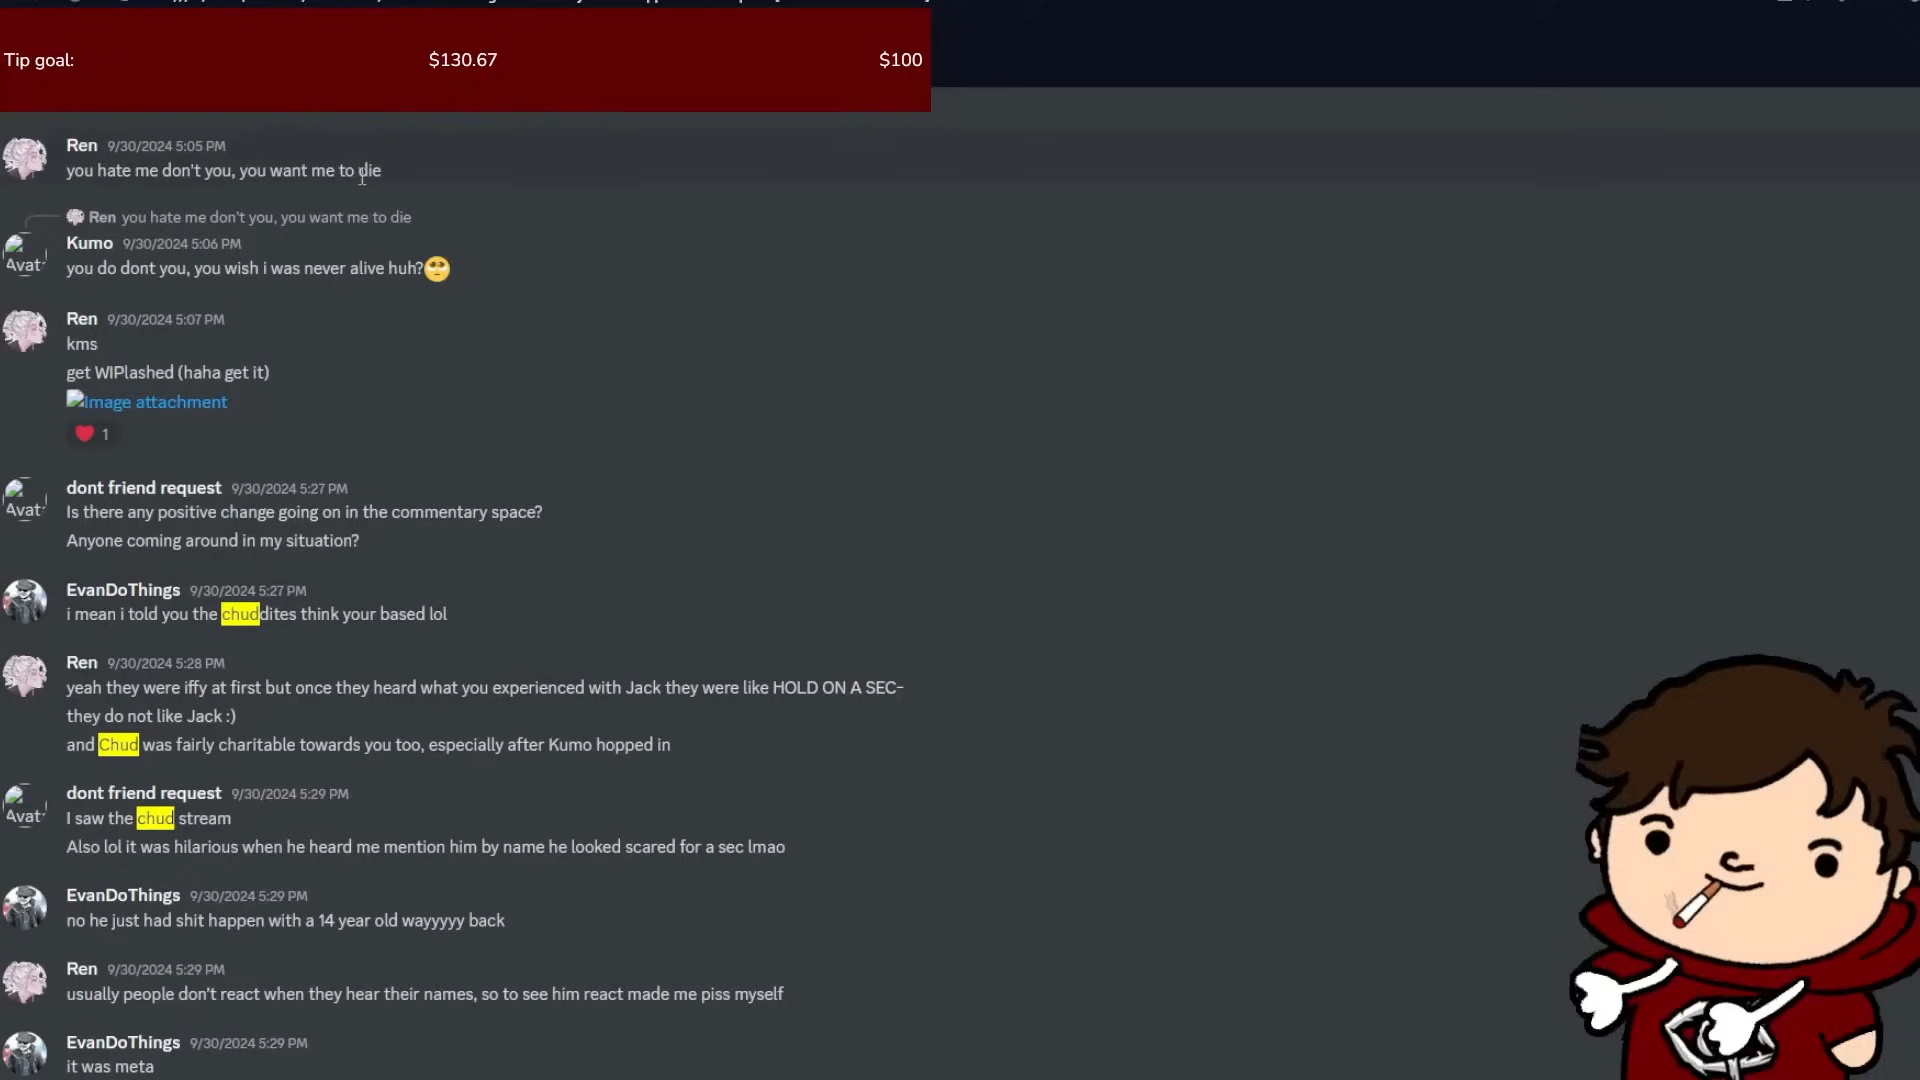 Tip goal: $130.67 $100
Ren 9/30/2024 5:05 PM
you hate me don't you, you want me to die
Ren you hate me don't you, you want me to die
Kumo 9/30/2024 5:06 PM
Avat
you do dont you, you wish i was never alive huh?🥺
Ren 9/30/2024 5:07 PM
kms
get WIPlashed (haha get it)
Image attachment
❤️ 1
dont friend request 9/30/2024 5:27 PM
Avat
Is there any positive change going on in the commentary space?
Anyone coming around in my situation?
EvanDoThings 9/30/2024 5:27 PM
i mean i told you the chuddites think your based lol
Ren 9/30/2024 5:28 PM
yeah they were iffy at first but once they heard what you experienced with Jack they were like HOLD ON A SEC-
they do not like Jack :)
and Chud was fairly charitable towards you too, especially after Kumo hopped in
dont friend request 9/30/2024 5:29 PM
Avat
I saw the chud stream
Also lol it was hilarious when he heard me mention him by name he looked scared for a sec lmao
EvanDoThings 9/30/2024 5:29 PM
no he just had shit happen with a 14 year old wayyyyy back
Ren 9/30/2024 5:29 PM
usually people don't react when they hear their names, so to see him react made me piss myself
EvanDoThings 9/30/2024 5:29 PM
it was meta